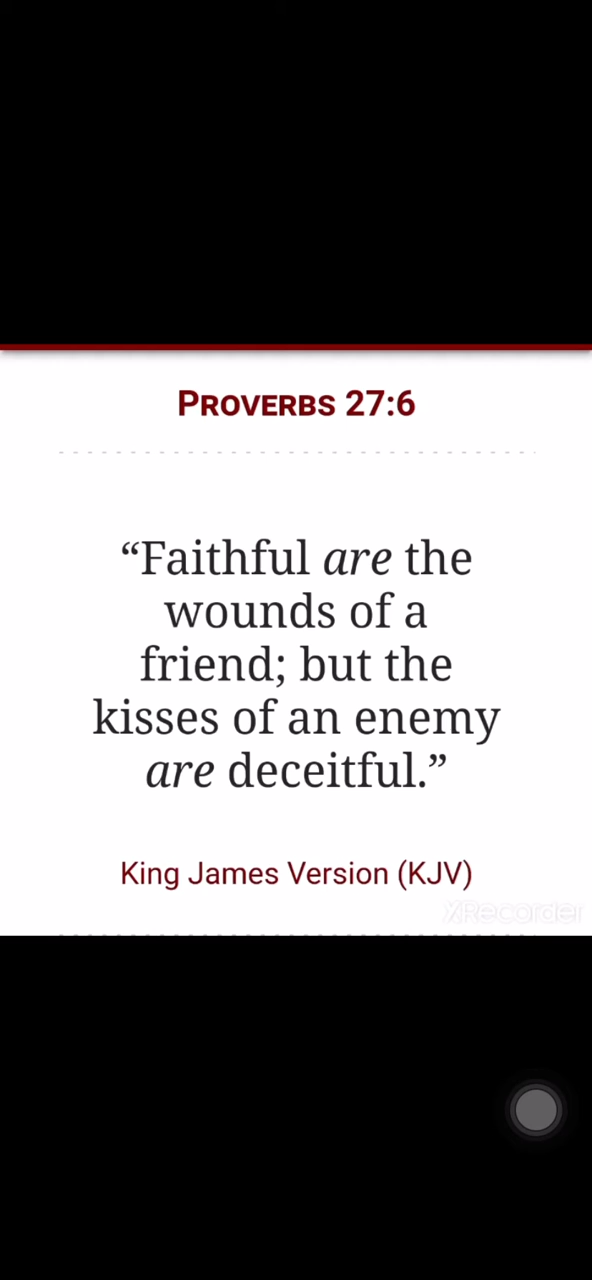 PROVERBS 27:6
“Faithful are the
wounds of a
friend; but the
kisses of an enemy
are deceitful.”
King James Version (KJV)
XRecorder